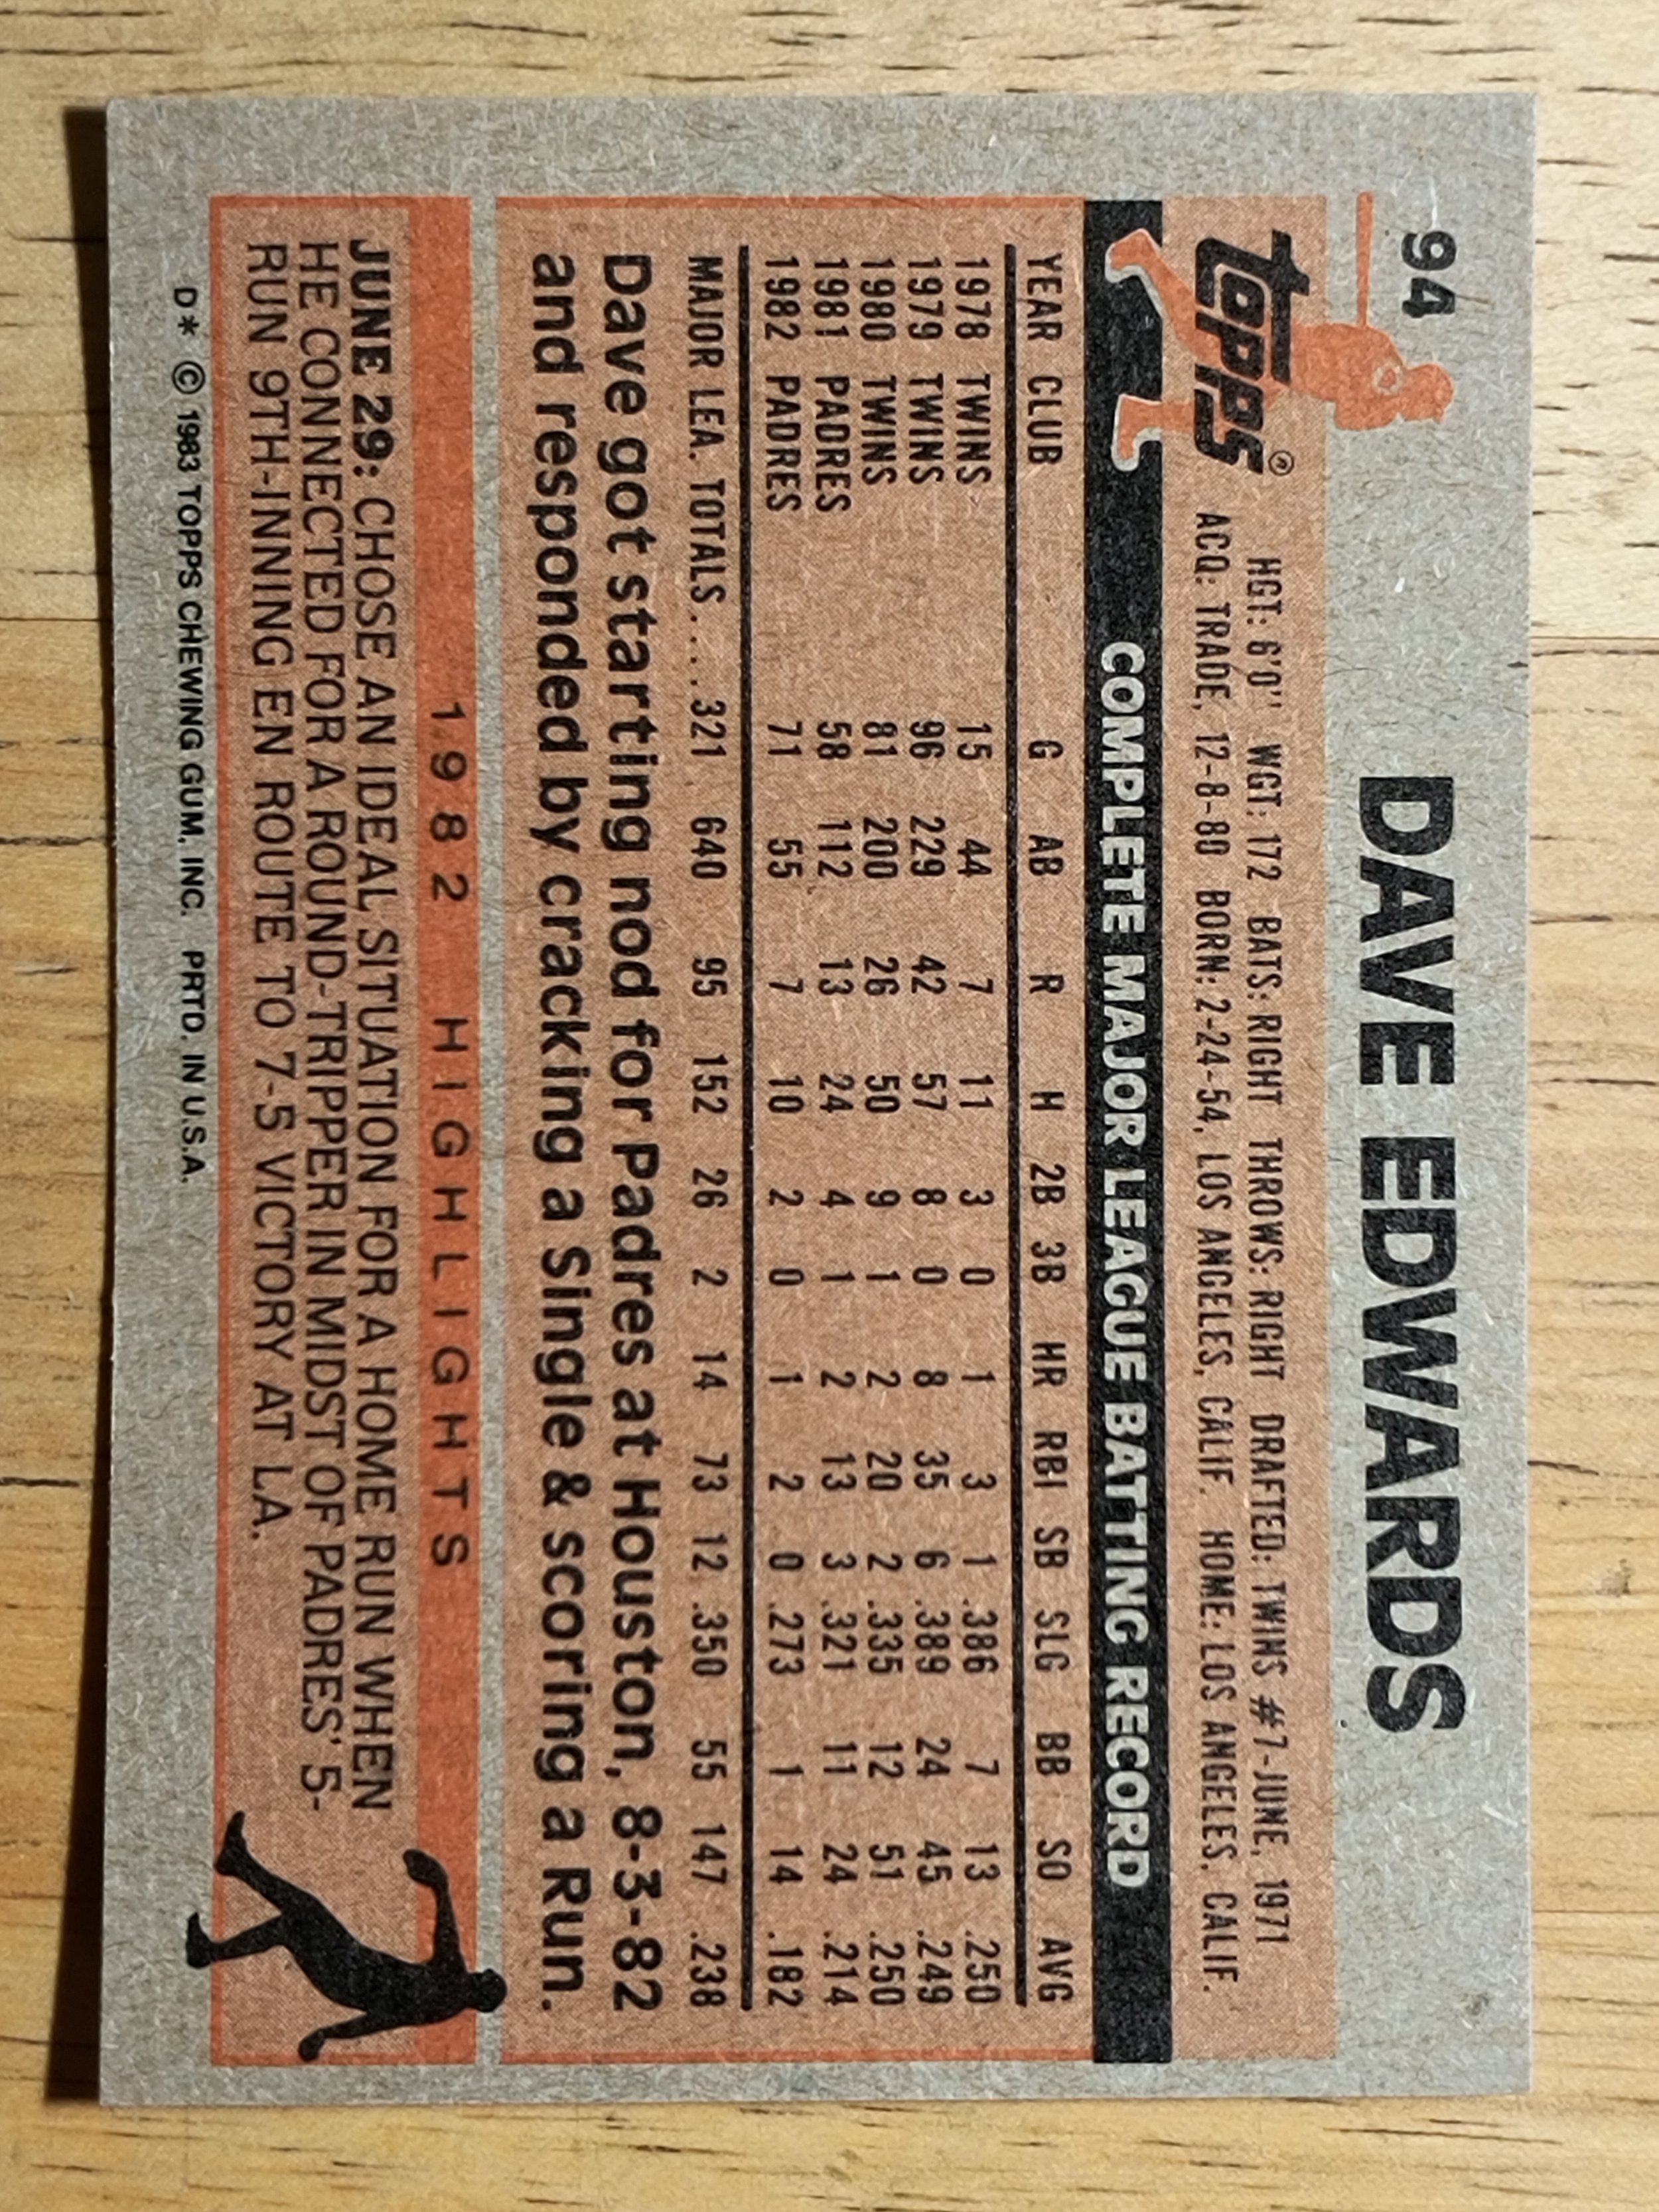 94 DAVE EDWARDS
TOPPS®
HGT: 6'0" WGT: 172 BATS: RIGHT THROWS: RIGHT DRAFTED: TWINS #7-JUNE, 1971
ACQ: TRADE, 12-8-80 BORN: 2-24-54, LOS ANGELES, CALIF. HOME: LOS ANGELES, CALIF.
COMPLETE MAJOR LEAGUE BATTING RECORD
YEAR CLUB G AB R H 2B 3B HR RBI SB SLG BB SO AVG
1978 TWINS 15 44 7 11 3 0 1 3 1 .386 7 13 .250
1979 TWINS 96 229 42 57 8 0 8 35 6 .389 24 45 .249
1980 TWINS 81 200 26 50 9 1 2 20 2 .335 12 51 .250
1981 PADRES 58 112 13 24 4 1 2 13 3 .321 11 24 .214
1982 PADRES 71 55 7 10 2 0 1 2 0 .273 1 14 .182
MAJOR LEA. TOTALS.... 321 640 95 152 26 2 14 73 12 .350 55 147 .238
Dave got starting nod for Padres at Houston, 8-3-82
and responded by cracking a Single & scoring a Run.
1982 HIGHLIGHTS
JUNE 29: CHOSE AN IDEAL SITUATION FOR A HOME RUN WHEN
HE CONNECTED FOR A ROUND-TRIPPER IN MIDST OF PADRES' 5-
RUN 9TH-INNING EN ROUTE TO 7-5 VICTORY AT LA.
D* © 1983 TOPPS CHEWING GUM, INC. PRTD. IN U.S.A.